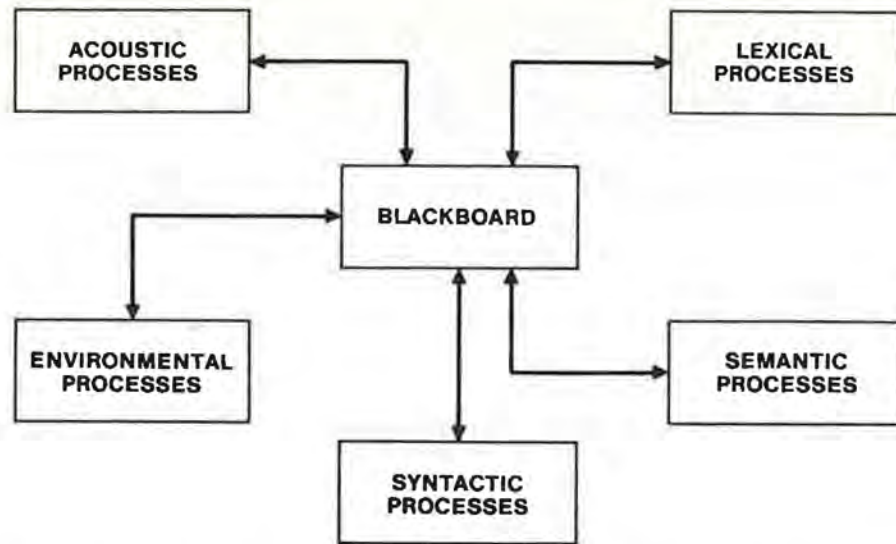 ACOUSTIC
PROCESSES
LEXICAL
PROCESSES
BLACKBOARD
ENVIRONMENTAL
PROCESSES
SEMANTIC
PROCESSES
SYNTACTIC
PROCESSES